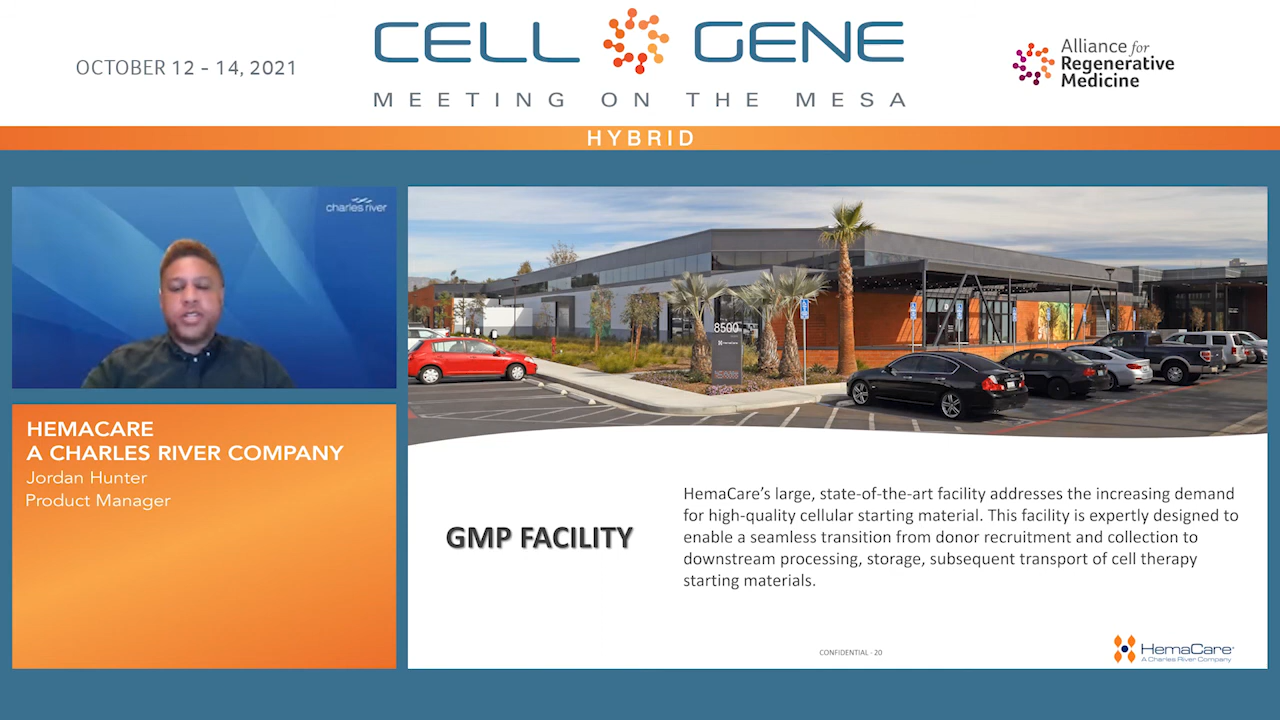 OCTOBER 12 - 14, 2021
CELL GENE
MEETING ON THE MESA
Alliance for
Regenerative
Medicine
HYBRID
charles river
HEMACARE
A CHARLES RIVER COMPANY
Jordan Hunter
Product Manager
8500
HemaCare
GMP FACILITY
HemaCare's large, state-of-the-art facility addresses the increasing demand
for high-quality cellular starting material. This facility is expertly designed to
enable a seamless transition from donor recruitment and collection to
downstream processing, storage, subsequent transport of cell therapy
starting materials.
CONFIDENTIAL - 20
HemaCare®
A Charles River Company